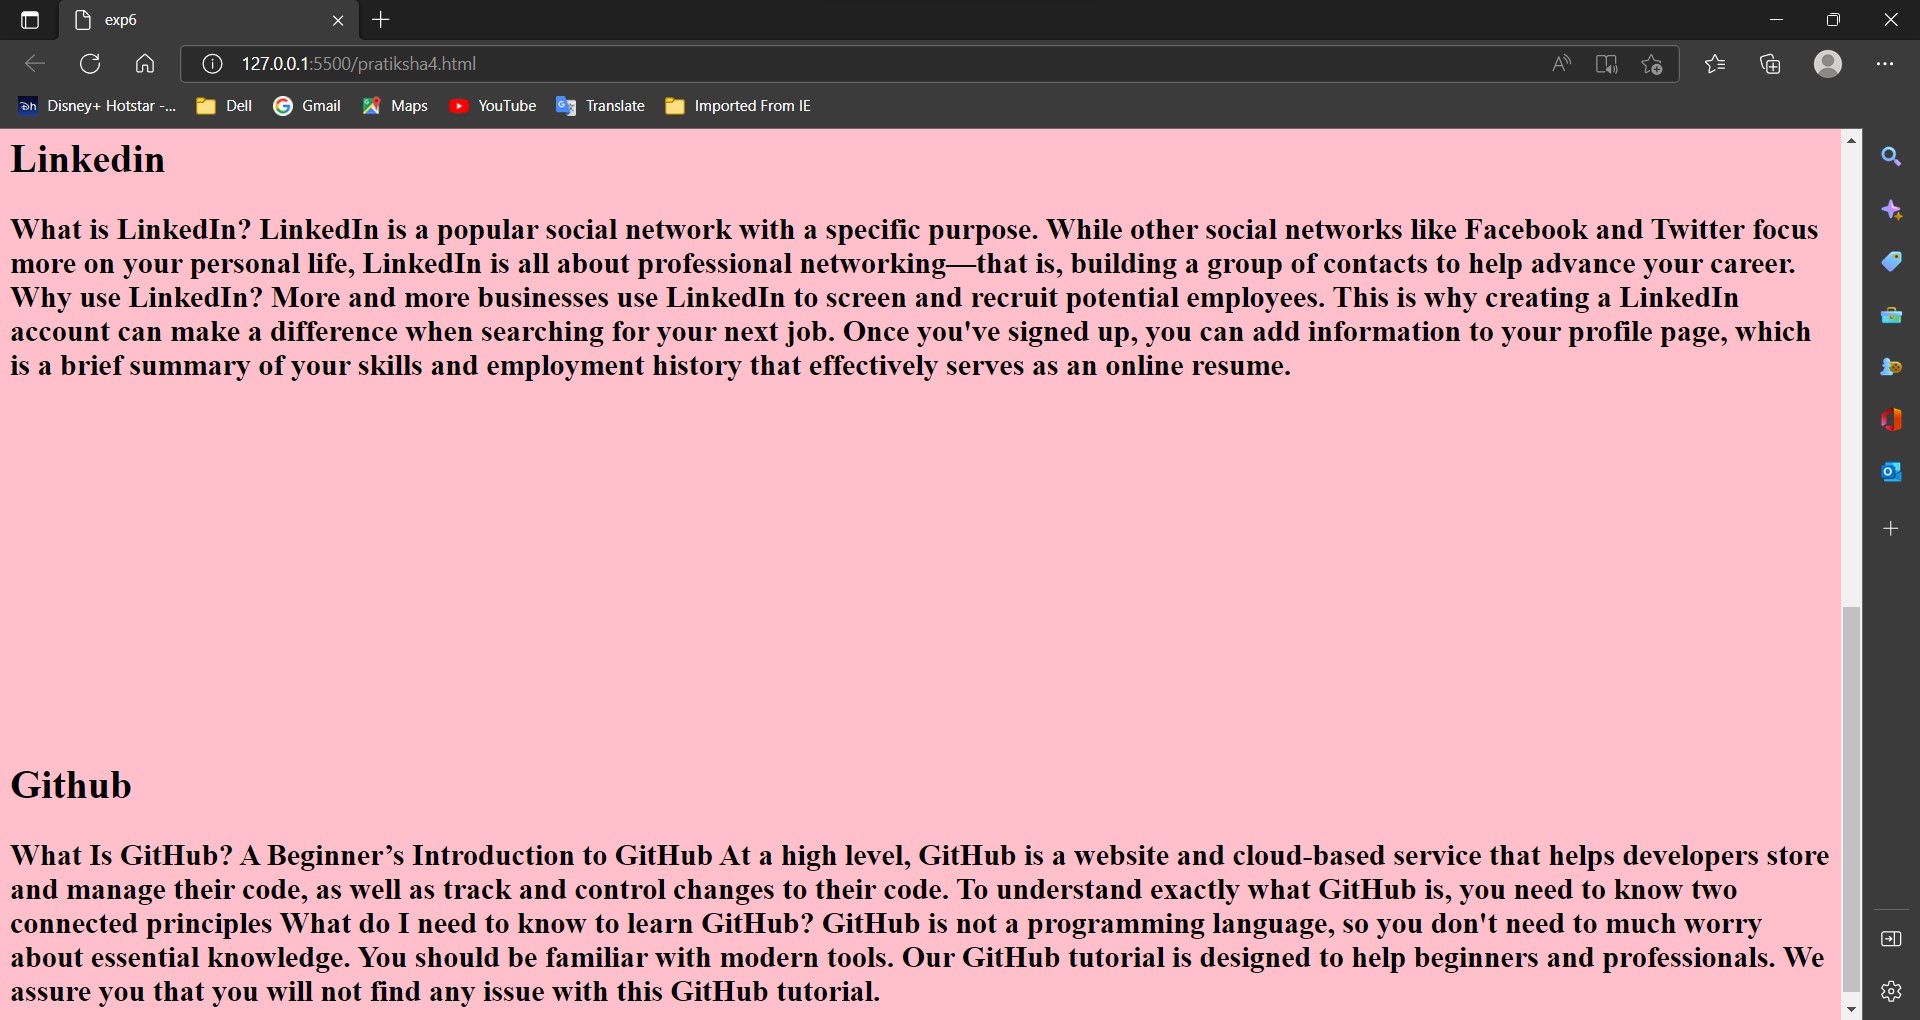 exp6
127.0.0.1:5500/pratiksha4.html
Disney+ Hotstar -... Dell Gmail Maps YouTube Translate Imported From IE
Linkedin
What is LinkedIn? LinkedIn is a popular social network with a specific purpose. While other social networks like Facebook and Twitter focus
more on your personal life, LinkedIn is all about professional networking—that is, building a group of contacts to help advance your career.
Why use LinkedIn? More and more businesses use LinkedIn to screen and recruit potential employees. This is why creating a LinkedIn
account can make a difference when searching for your next job. Once you've signed up, you can add information to your profile page, which
is a brief summary of your skills and employment history that effectively serves as an online resume.
Github
What Is GitHub? A Beginner’s Introduction to GitHub At a high level, GitHub is a website and cloud-based service that helps developers store
and manage their code, as well as track and control changes to their code. To understand exactly what GitHub is, you need to know two
connected principles What do I need to know to learn GitHub? GitHub is not a programming language, so you don't need to much worry
about essential knowledge. You should be familiar with modern tools. Our GitHub tutorial is designed to help beginners and professionals. We
assure you that you will not find any issue with this GitHub tutorial.